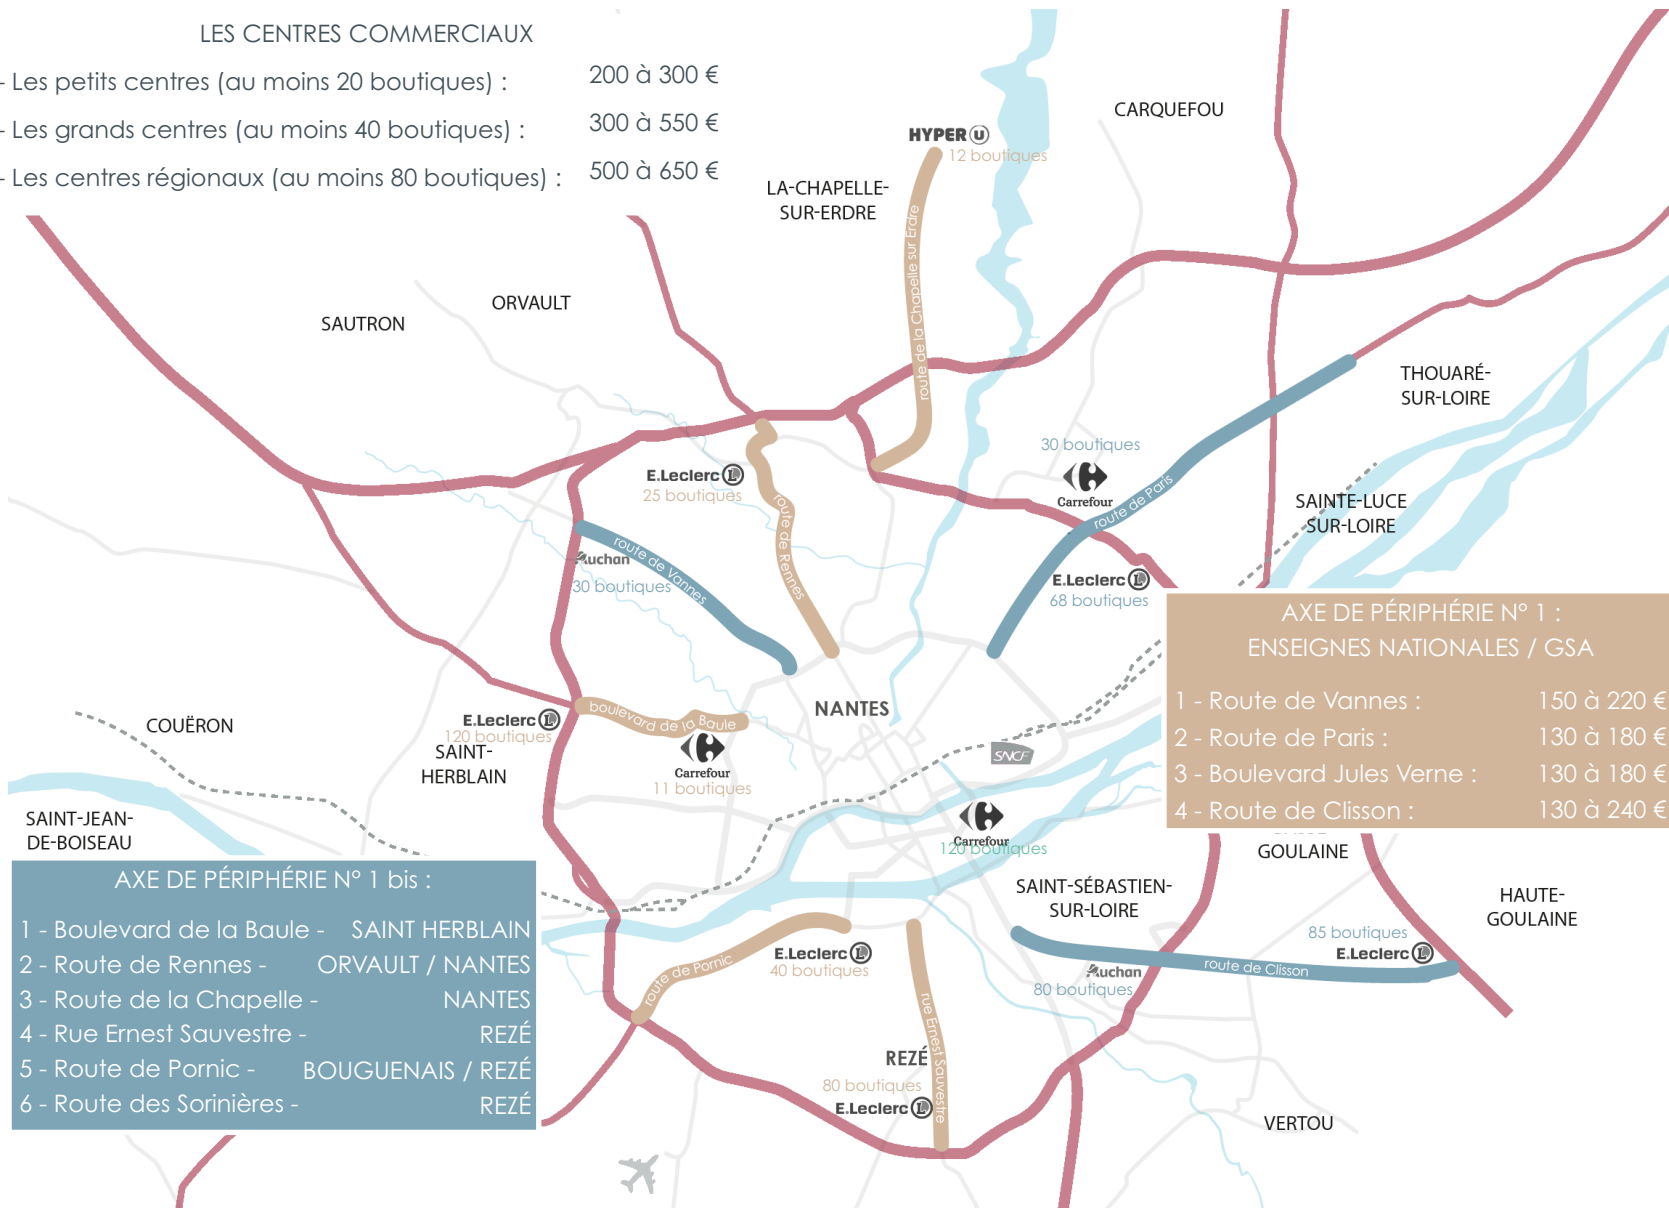 LES CENTRES COMMERCIAUX
- Les petits centres (au moins 20 boutiques) : 200 à 300 €
- Les grands centres (au moins 40 boutiques) : 300 à 550 €
- Les centres régionaux (au moins 80 boutiques) : 500 à 650 €
CARQUEFOU
HYPER U
12 boutiques
LA-CHAPELLE-
SUR-ERDRE
route de la Chapelle sur Erdre
ORVAULT
SAUTRON
THOUARÉ-
SUR-LOIRE
30 boutiques
Carrefour
route de Paris
E.Leclerc L
25 boutiques
route de Rennes
SAINTE-LUCE
SUR-LOIRE
route de Vannes
Auchan
30 boutiques
E.Leclerc L
68 boutiques
AXE DE PÉRIPHÉRIE N° 1 :
ENSEIGNES NATIONALES / GSA
1 - Route de Vannes : 150 à 220 €
2 - Route de Paris : 130 à 180 €
3 - Boulevard Jules Verne : 130 à 180 €
4 - Route de Clisson : 130 à 240 €
NANTES
boulevard de la Baule
E.Leclerc L
120 boutiques
COUËRON
SAINT-
HERBLAIN
Carrefour
11 boutiques
SNCF
Carrefour
120 boutiques
SAINT-JEAN-
DE-BOISEAU
GOULAINE
AXE DE PÉRIPHÉRIE N° 1 bis :
1 - Boulevard de la Baule - SAINT HERBLAIN
2 - Route de Rennes - ORVAULT / NANTES
3 - Route de la Chapelle - NANTES
4 - Rue Ernest Sauvestre - REZÉ
5 - Route de Pornic - BOUGUENAIS / REZÉ
6 - Route des Sorinières - REZÉ
SAINT-SÉBASTIEN-
SUR-LOIRE
HAUTE-
GOULAINE
85 boutiques
E.Leclerc L
route de Clisson
Auchan
80 boutiques
E.Leclerc L
40 boutiques
route de Pornic
rue Ernest Sauvestre
REZÉ
80 boutiques
E.Leclerc L
VERTOU